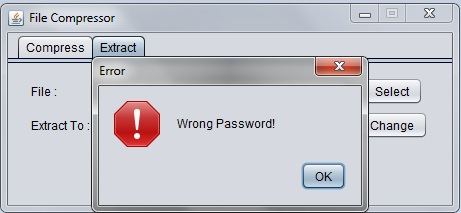 File Compressor
Compress Extract
Error
File :
Select
Wrong Password!
Extract To :
Change
OK